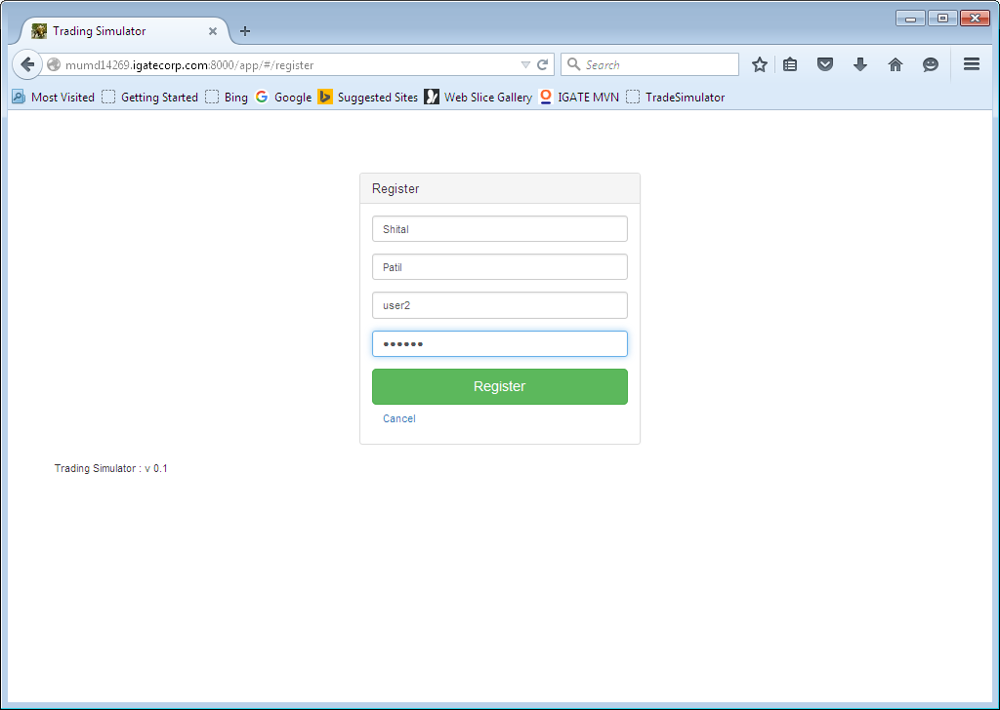 Trading Simulator
mumd14269.igatecorp.com:8000/app/#/register
Search
Most Visited Getting Started Bing Google Suggested Sites Web Slice Gallery IGATE MVN TradeSimulator
Register
Shital
Patil
user2
••••••
Register
Cancel
Trading Simulator : v 0.1